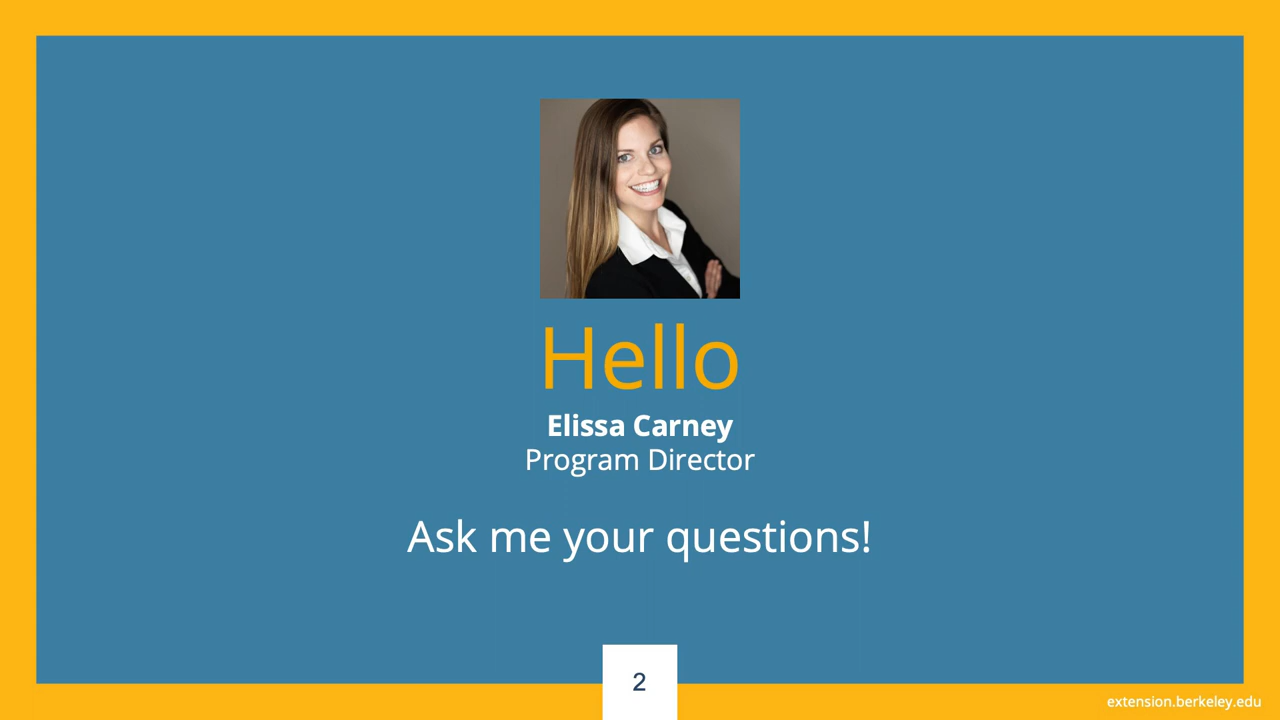 Hello
Elissa Carney
Program Director
Ask me your questions!
2
extension.berkeley.edu